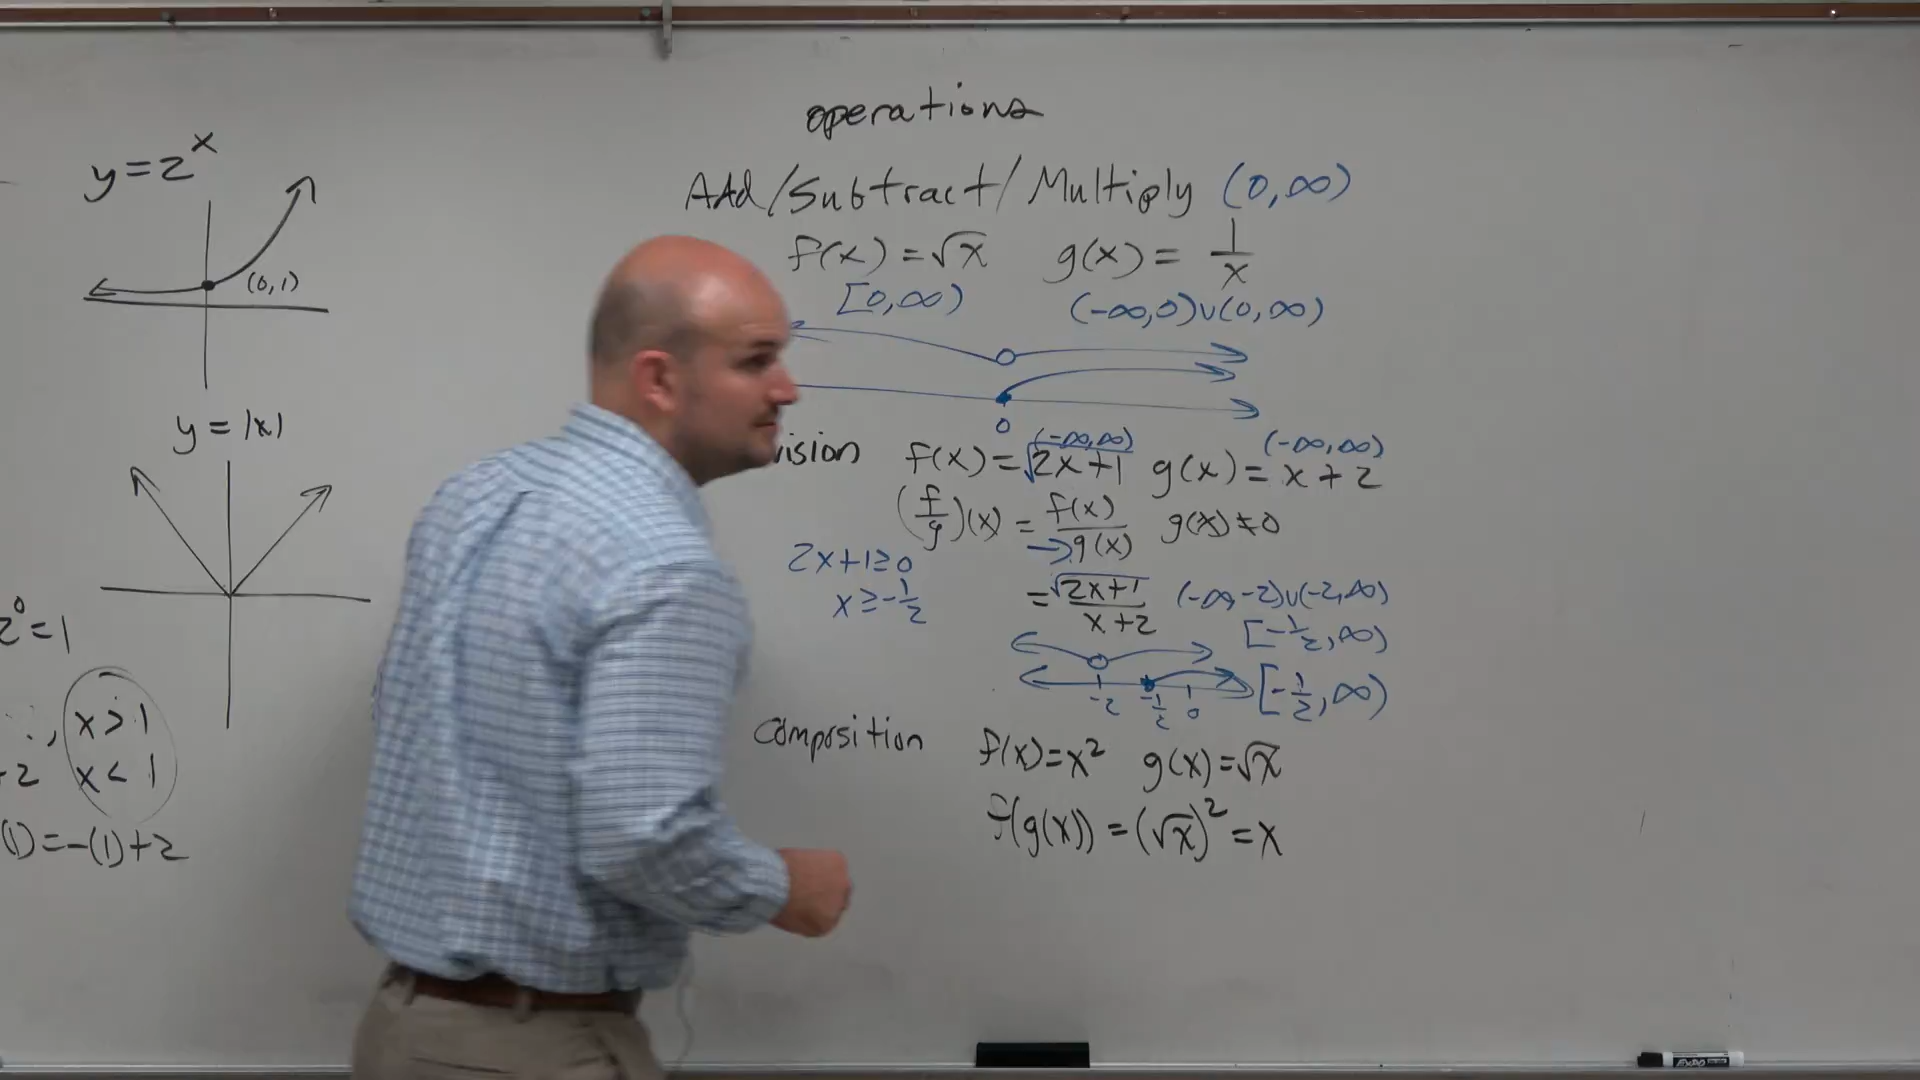 y=2^x
(0,1)
y=|x|
2^0=1
, x>1
+2 x<1
(1)=-(1)+2
operations
Add/Subtract/Multiply (0,∞)
f(x)=√x g(x)=1/x
[0,∞) (-∞,0)∪(0,∞)
0
vision f(x)=√2x+1 (-∞,∞) g(x)=x+2 (-∞,∞)
(f/g)(x)=f(x)/g(x) g(x)≠0
2x+1≥0
x≥-1/2
=√2x+1/x+2 (-∞,-2)∪(-2,∞)
[-1/2,∞)
-2 -1/2 0 [-1/2,∞)
Composition f(x)=x² g(x)=√x
f(g(x))=(√x)²=x
EXPO